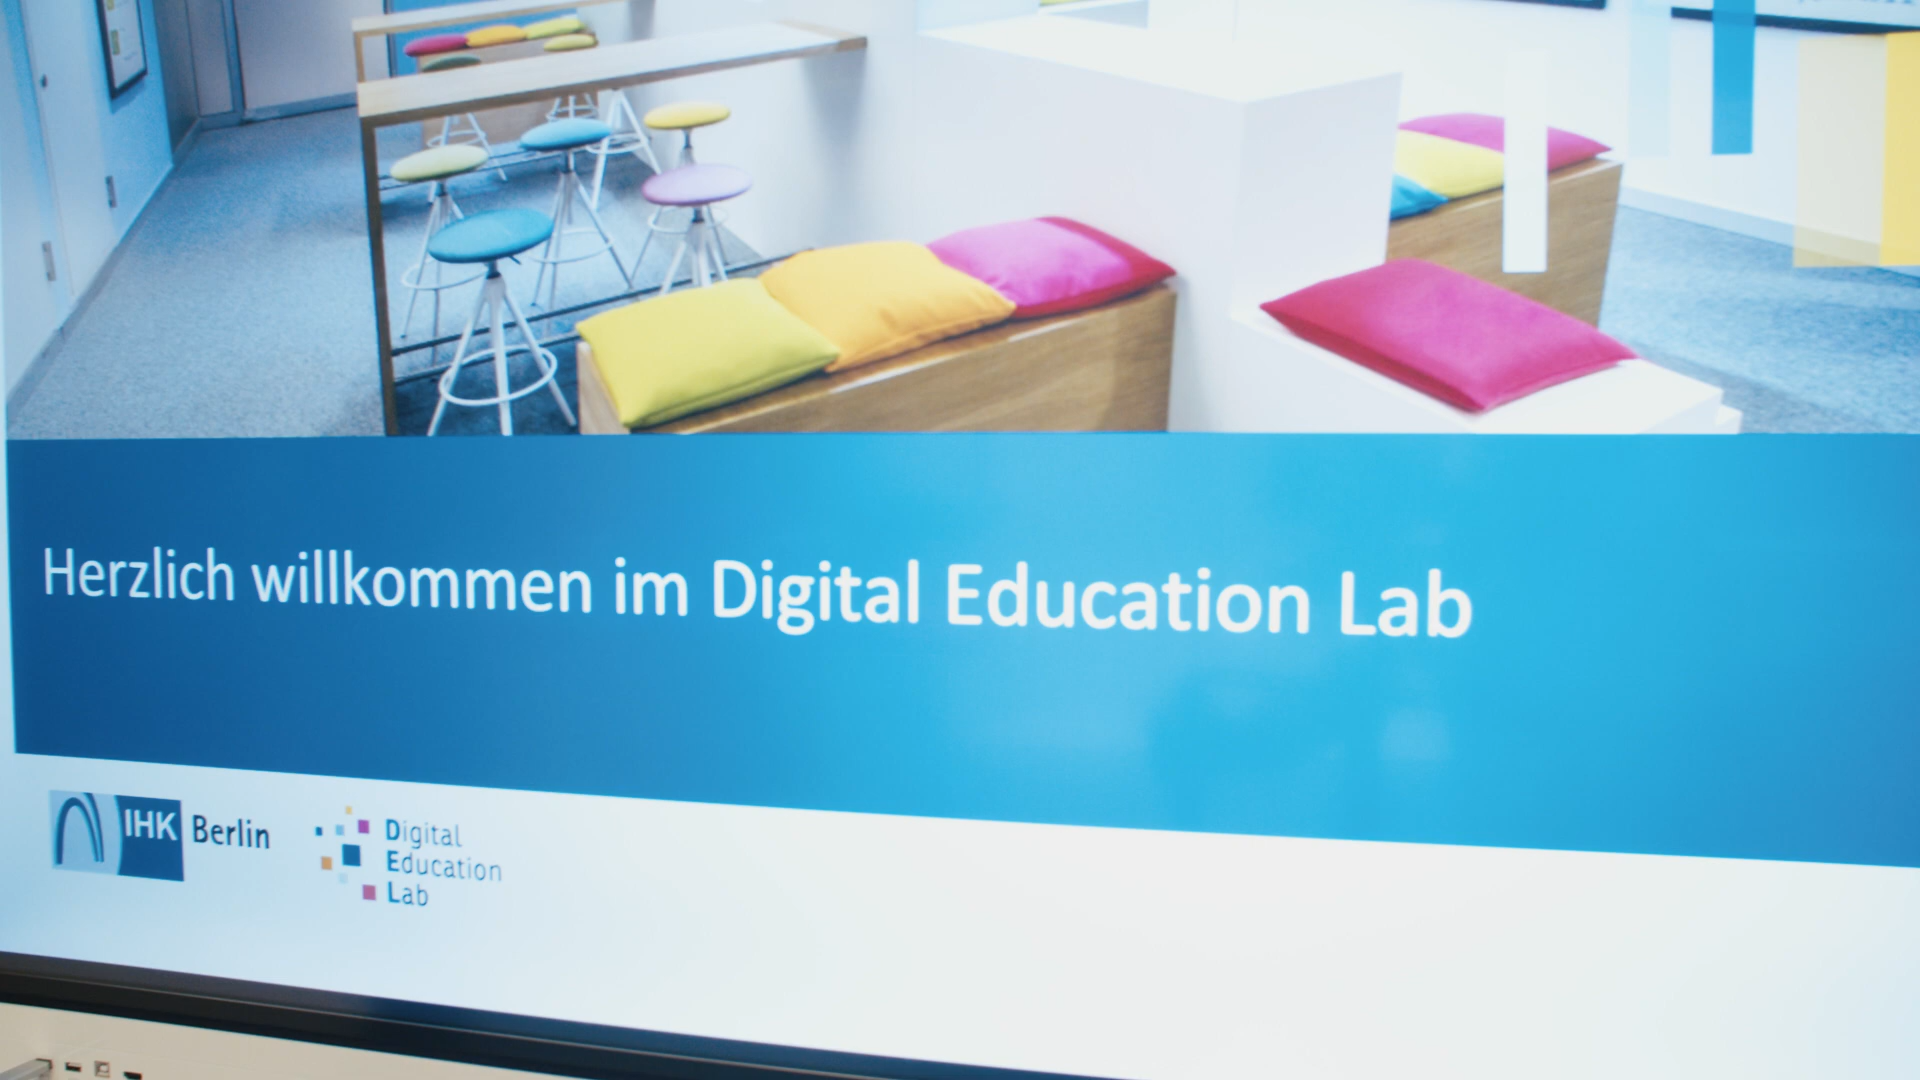 Herzlich willkommen im Digital Education Lab
IHK Berlin
Digital
Education
Lab